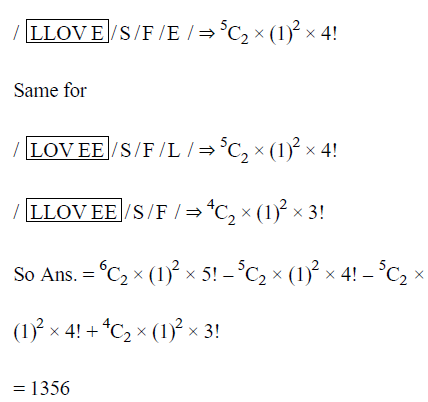 / LLOV E /S/F /E / ⇒ ⁵C₂ × (1)² × 4!
Same for
/ LOV EE /S/F /L / ⇒ ⁵C₂ × (1)² × 4!
/ LLOV EE /S/F / ⇒ ⁴C₂ × (1)² × 3!
So Ans. = ⁶C₂ × (1)² × 5! – ⁵C₂ × (1)² × 4! – ⁵C₂ ×
(1)² × 4! + ⁴C₂ × (1)² × 3!
= 1356